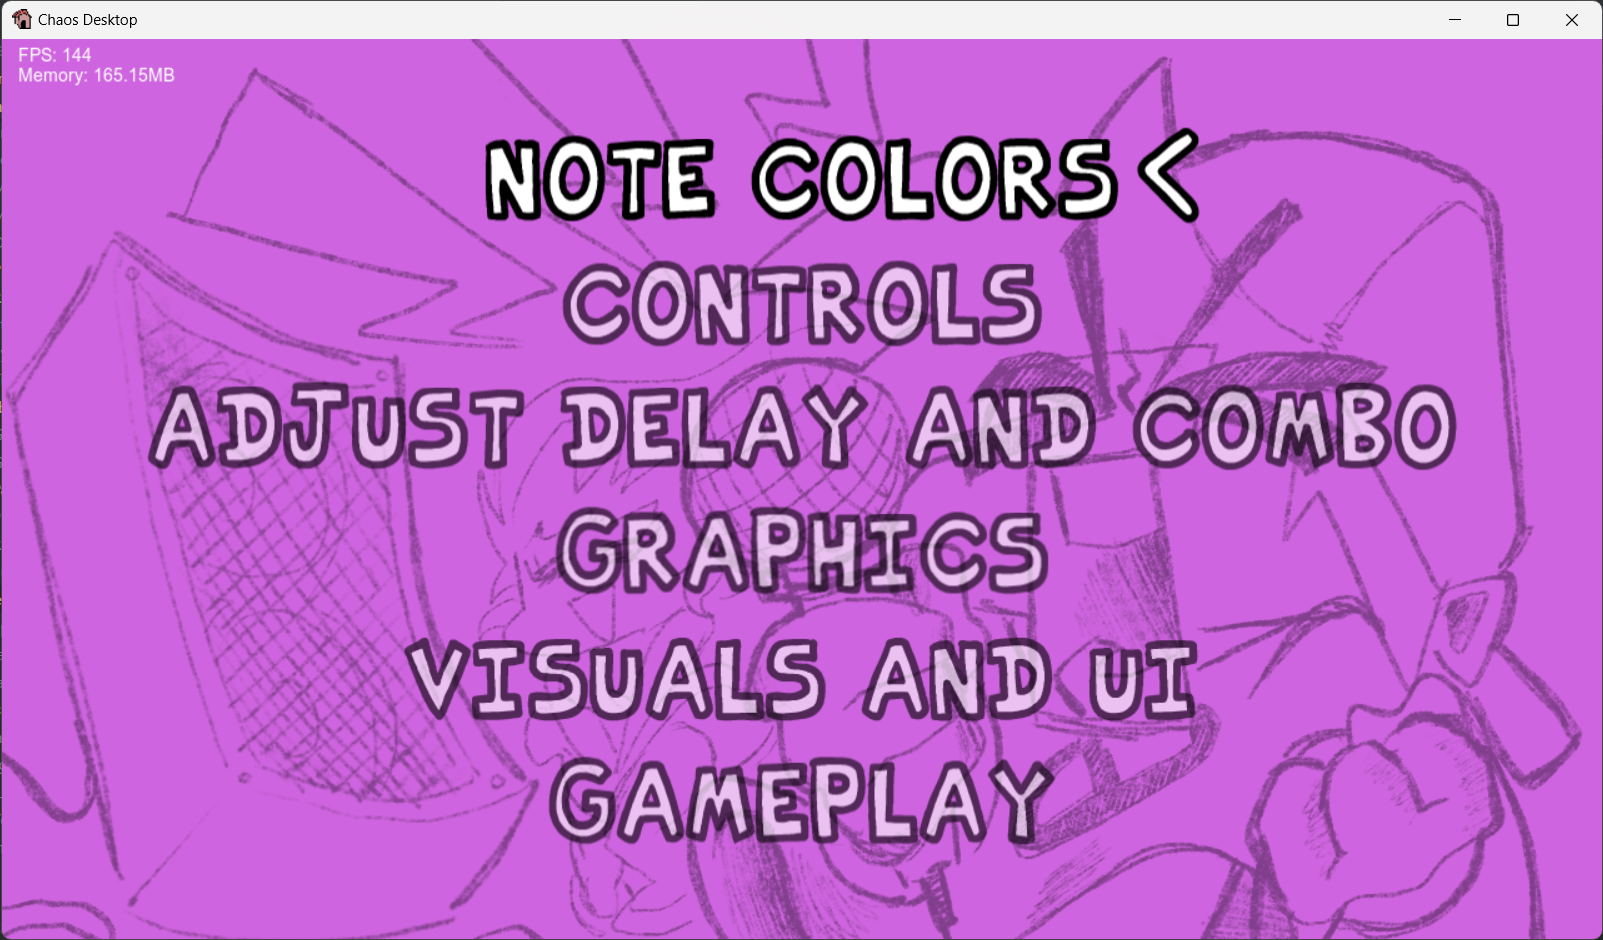 Chaos Desktop
FPS: 144
Memory: 165.15MB
NOTE COLORS <
CONTROLS
ADJUST DELAY AND COMBO
GRAPHICS
VISUALS AND UI
GAMEPLAY